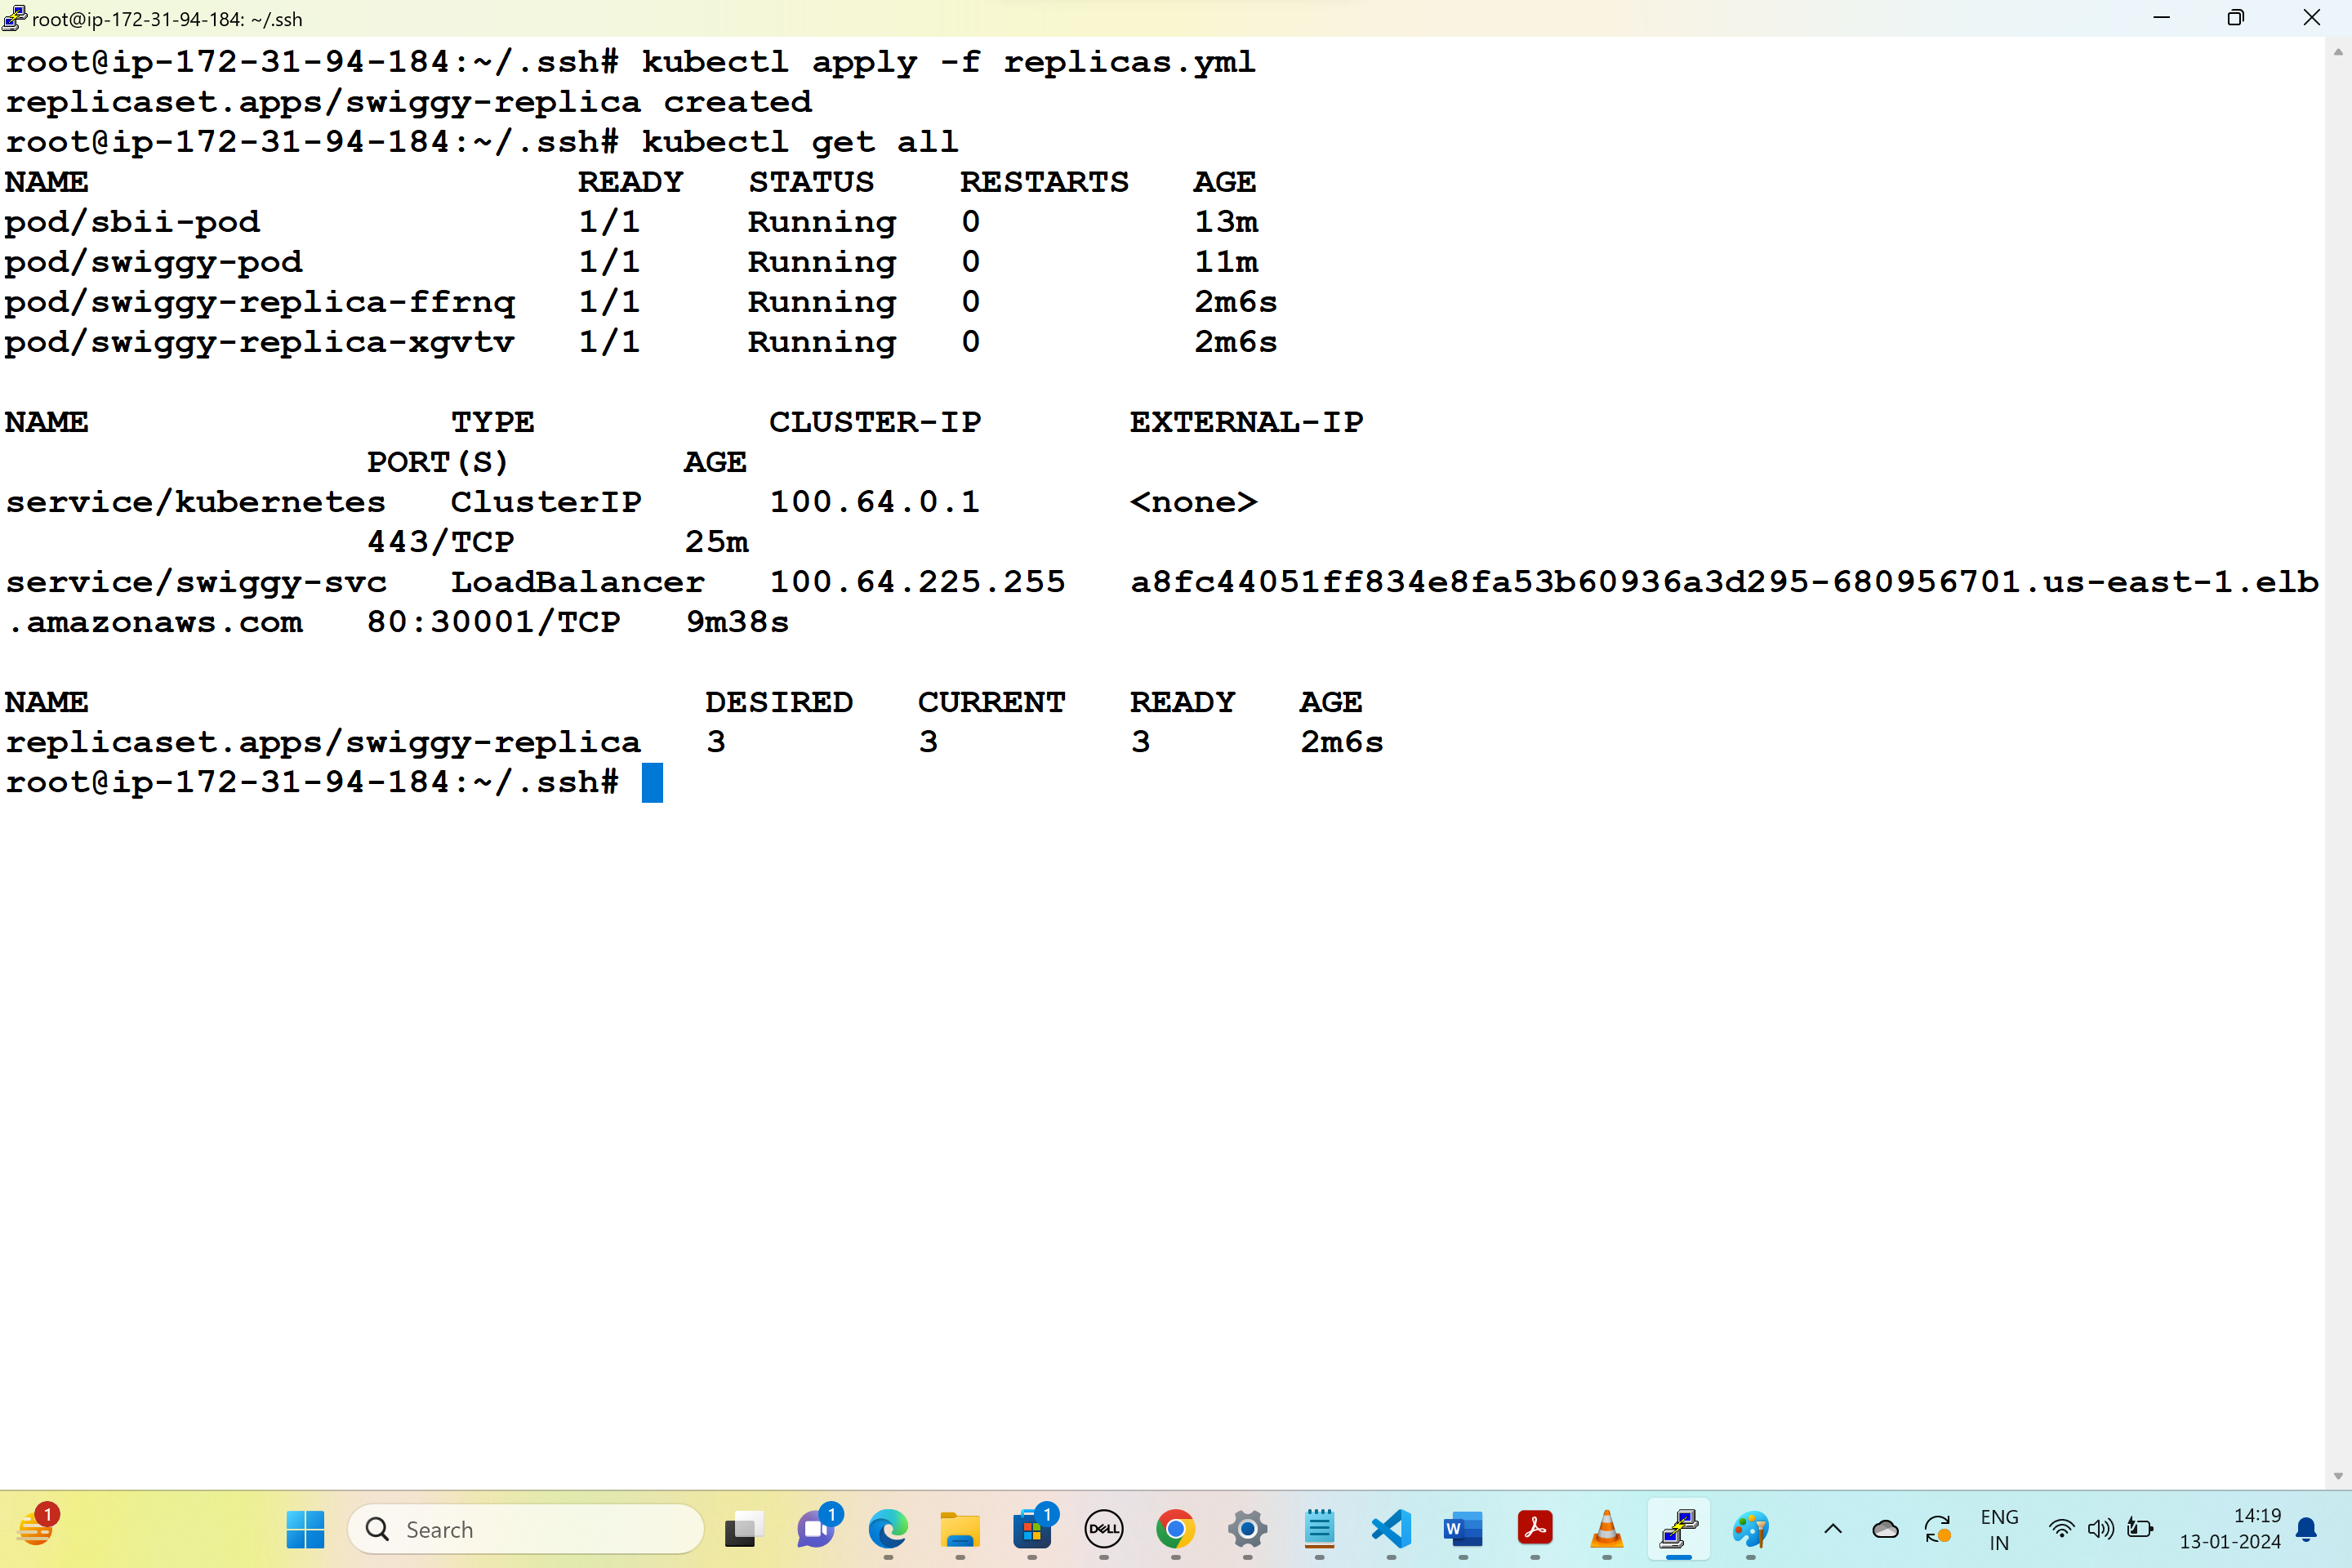 root@ip-172-31-94-184: ~/.ssh
root@ip-172-31-94-184:~/.ssh# kubectl apply -f replicas.yml
replicaset.apps/swiggy-replica created
root@ip-172-31-94-184:~/.ssh# kubectl get all
NAME READY STATUS RESTARTS AGE
pod/sbii-pod 1/1 Running 0 13m
pod/swiggy-pod 1/1 Running 0 11m
pod/swiggy-replica-ffrnq 1/1 Running 0 2m6s
pod/swiggy-replica-xgvtv 1/1 Running 0 2m6s
NAME TYPE CLUSTER-IP EXTERNAL-IP
PORT(S) AGE
service/kubernetes ClusterIP 100.64.0.1 <none>
443/TCP 25m
service/swiggy-svc LoadBalancer 100.64.225.255 a8fc44051ff834e8fa53b60936a3d295-680956701.us-east-1.elb
.amazonaws.com 80:30001/TCP 9m38s
NAME DESIRED CURRENT READY AGE
replicaset.apps/swiggy-replica 3 3 3 2m6s
root@ip-172-31-94-184:~/.ssh#
1
Search
1
1
DELL
W
ENG
IN
14:19
13-01-2024